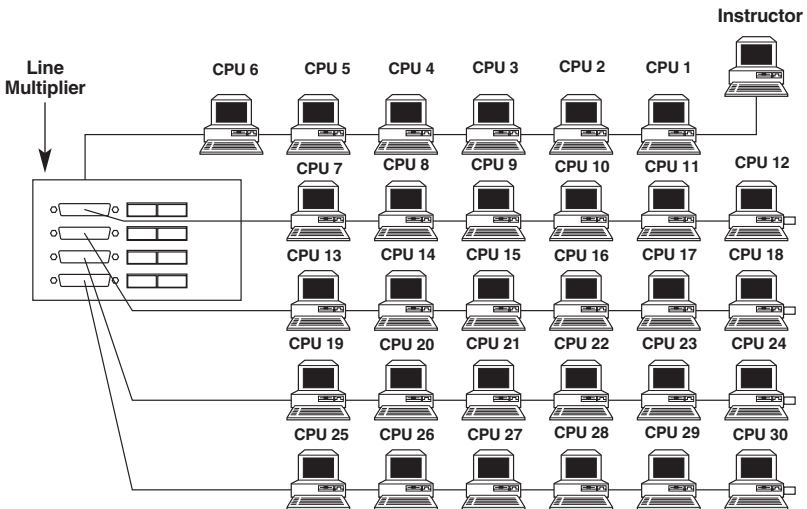 Instructor
Line
Multiplier
CPU 6 CPU 5 CPU 4 CPU 3 CPU 2 CPU 1
CPU 7 CPU 8 CPU 9 CPU 10 CPU 11 CPU 12
CPU 13 CPU 14 CPU 15 CPU 16 CPU 17 CPU 18
CPU 19 CPU 20 CPU 21 CPU 22 CPU 23 CPU 24
CPU 25 CPU 26 CPU 27 CPU 28 CPU 29 CPU 30